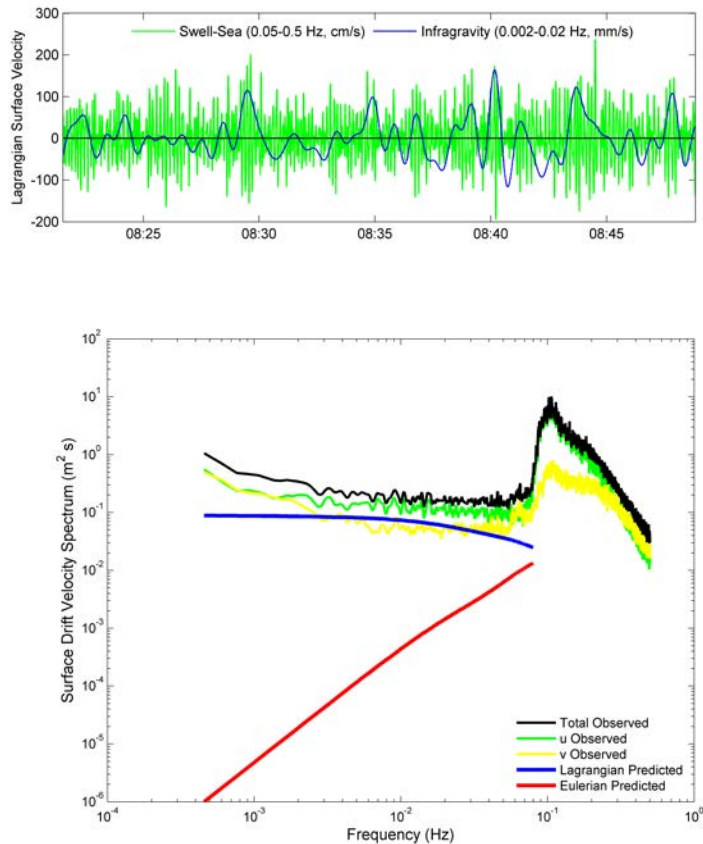 300
Swell-Sea (0.05-0.5 Hz, cm/s) Infragravity (0.002-0.02 Hz, mm/s)
200
100
0
-100
-200
Lagrangian Surface Velocity
08:25 08:30 08:35 08:40 08:45
10^2
10^1
10^0
10^-1
10^-2
10^-3
10^-4
10^-5
10^-6
Surface Drift Velocity Spectrum (m^2 s)
Total Observed
u Observed
v Observed
Lagrangian Predicted
Eulerian Predicted
10^-4 10^-3 10^-2 10^-1 10^0
Frequency (Hz)